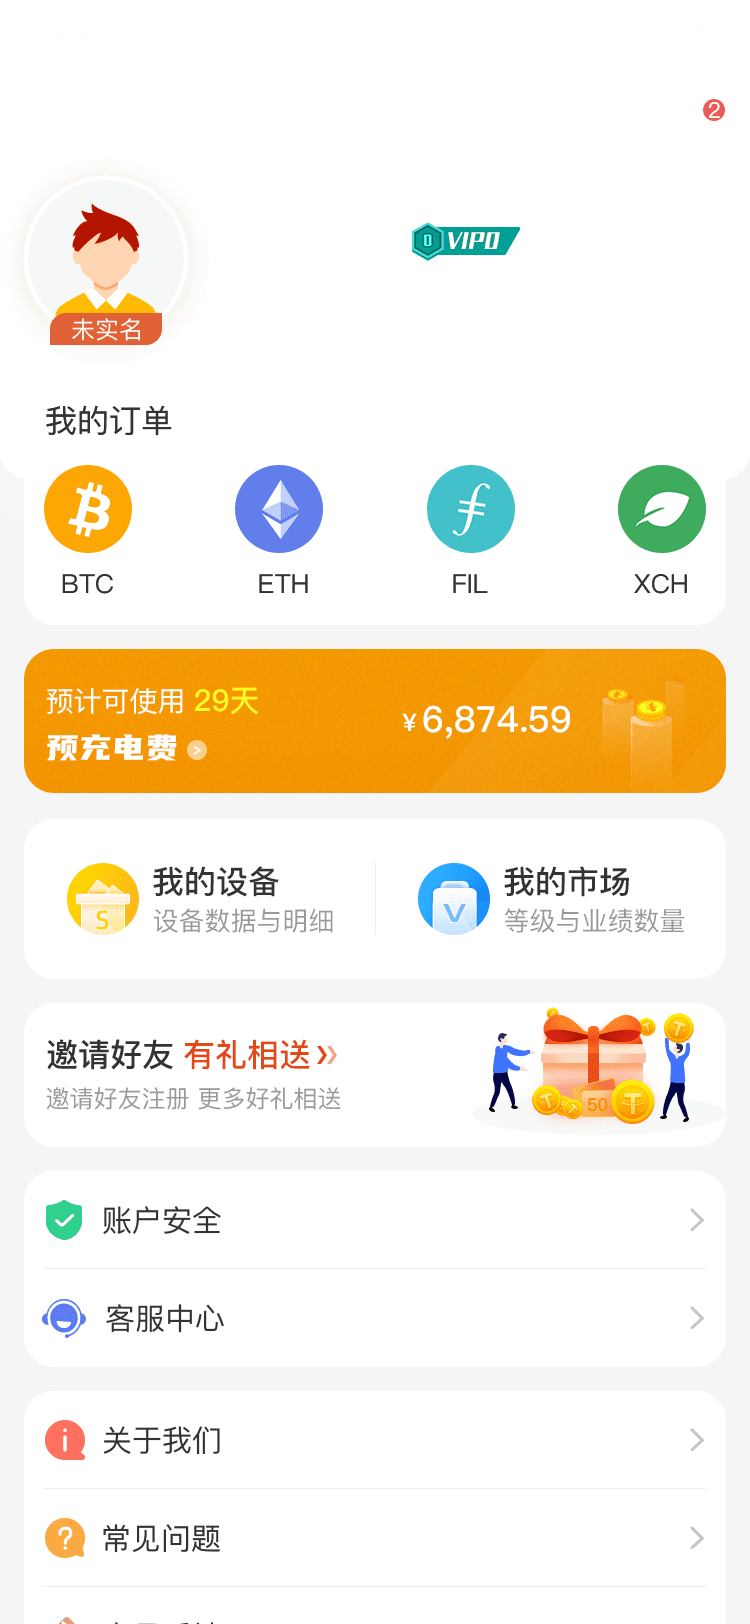 2
VIP0
未实名
我的订单
BTC
ETH
FIL
XCH
预计可使用 29天
¥6,874.59
预充电费
我的设备
设备数据与明细
我的市场
等级与业绩数量
邀请好友 有礼相送
邀请好友注册 更多好礼相送
50
账户安全
客服中心
关于我们
常见问题